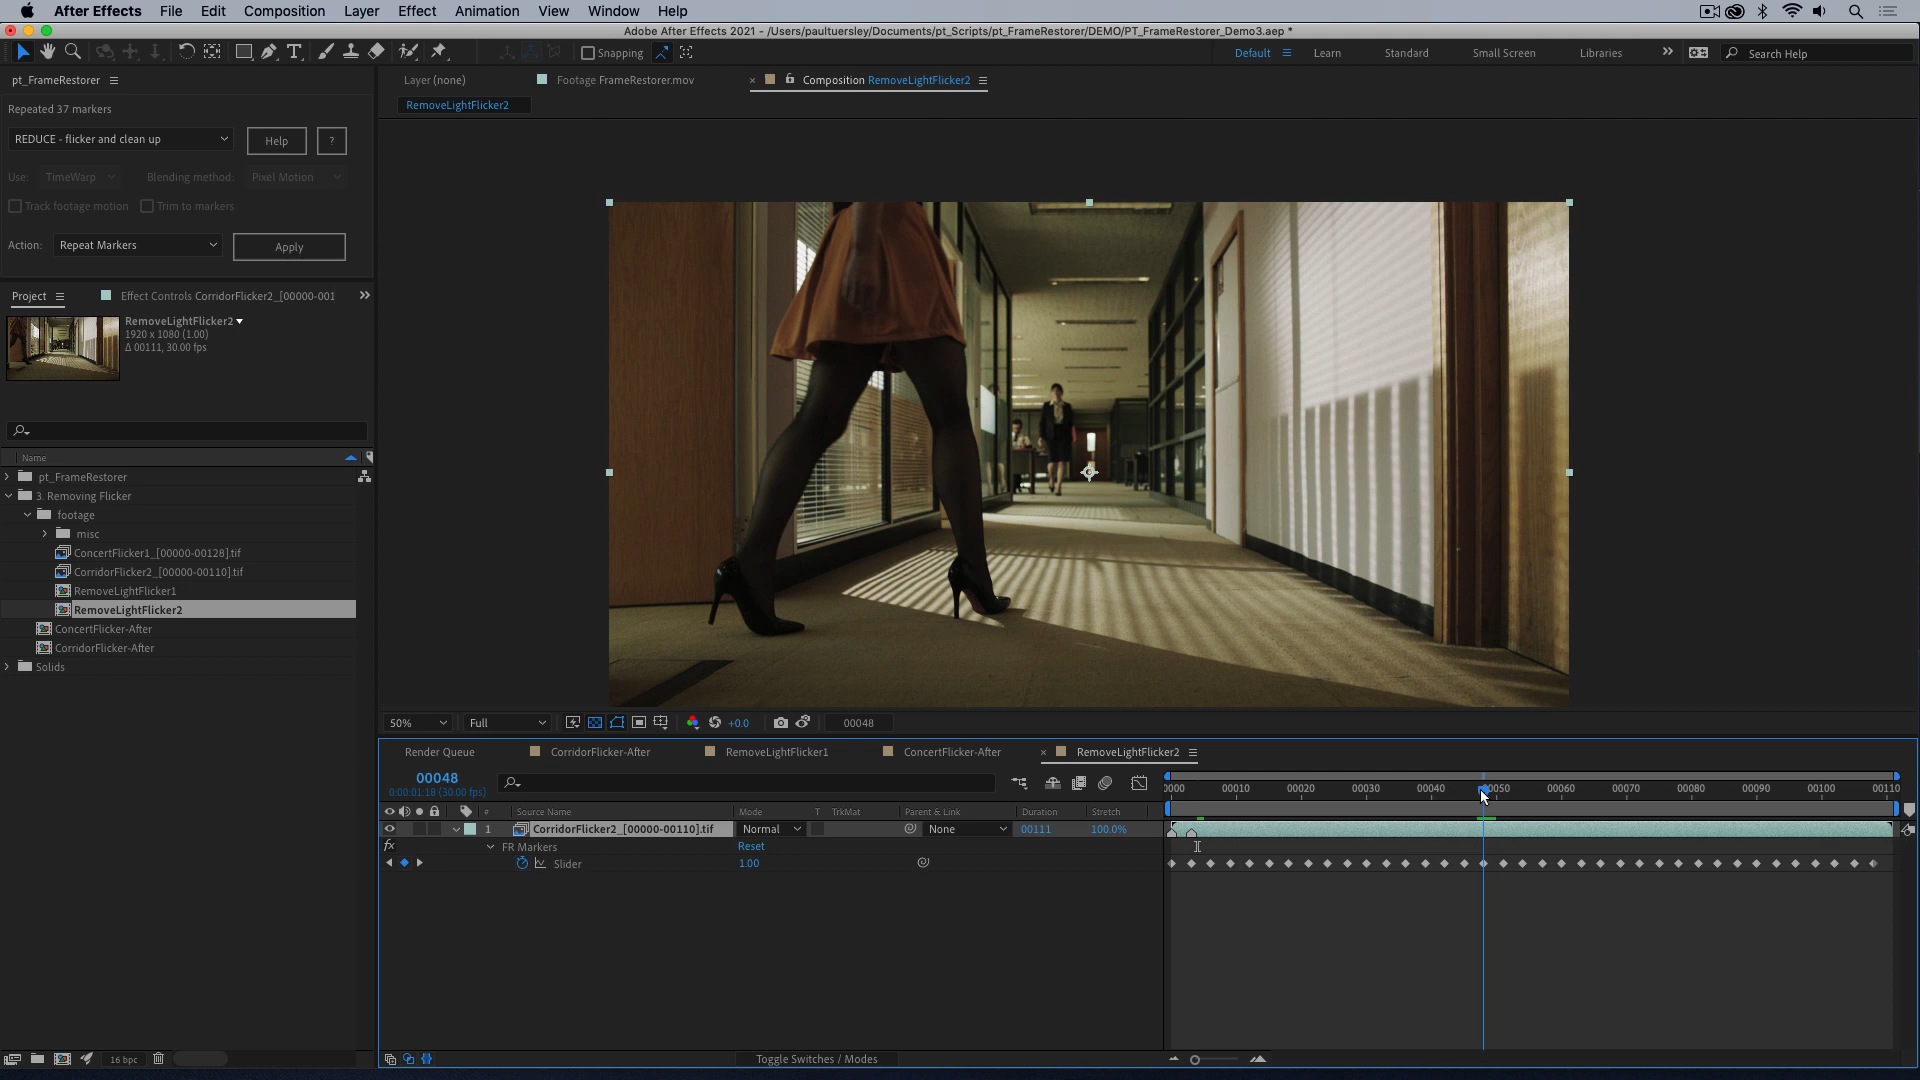 After Effects File Edit Composition Layer Effect Animation View Window Help
Adobe After Effects 2021 - /Users/paultuersley/Documents/pt_Scripts/pt_FrameRestorer/DEMO/PT_FrameRestorer_Demo3.aep *
Snapping Default Learn Standard Small Screen Libraries Search Help
pt_FrameRestorer
Layer (none) Footage FrameRestorer.mov × Composition RemoveLightFlicker2
RemoveLightFlicker2
Repeated 37 markers
REDUCE - flicker and clean up Help ?
Use: TimeWarp Blending method: Pixel Motion
Track footage motion Trim to markers
Action: Repeat Markers Apply
Project Effect Controls CorridorFlicker2_[00000-001
RemoveLightFlicker2
1920 x 1080 (1.00)
Δ 00111, 30.00 fps
Name
pt_FrameRestorer
3. Removing Flicker
footage
misc
ConcertFlicker1_[00000-00128].tif
CorridorFlicker2_[00000-00110].tif
RemoveLightFlicker1
RemoveLightFlicker2
ConcertFlicker-After
CorridorFlicker-After
Solids
16 bpc
50% Full +0.0 00048
Render Queue CorridorFlicker-After RemoveLightFlicker1 ConcertFlicker-After × RemoveLightFlicker2
00048
0:00:01:18 (30.00 fps)
0000 00010 00020 00030 00040 00050 00060 00070 00080 00090 00100 00110
# Source Name Mode T TrkMat Parent & Link Duration Stretch
1 CorridorFlicker2_[00000-00110].tif Normal None 00111 100.0%
fx FR Markers Reset
Slider 1.00
Toggle Switches / Modes